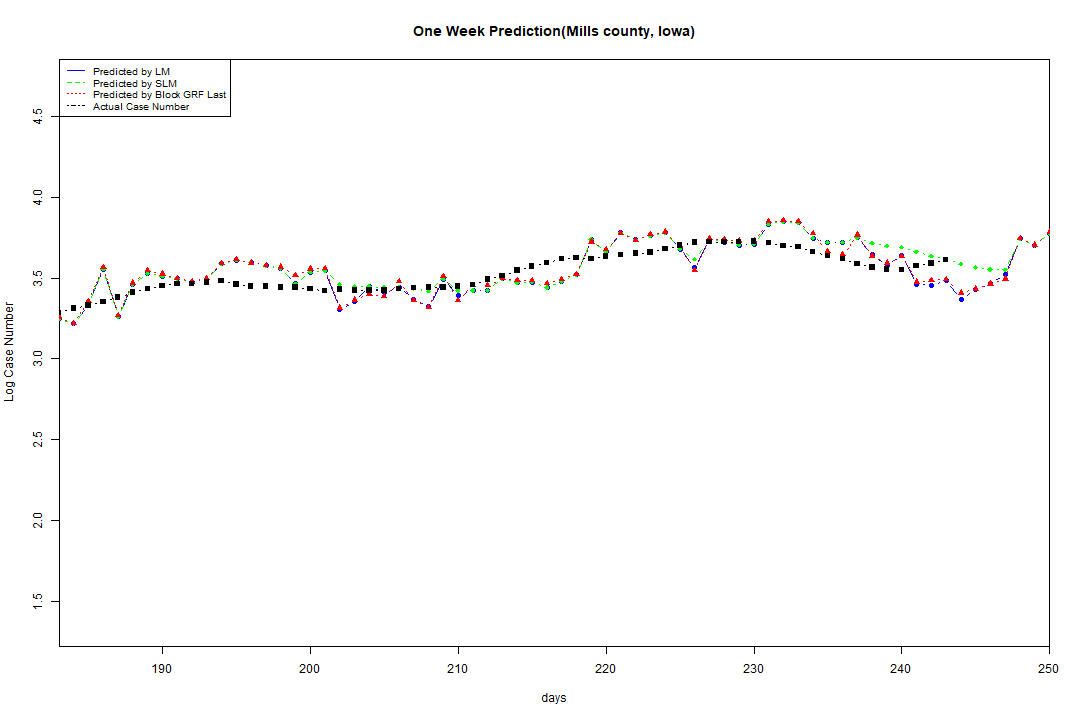 One Week Prediction(Mills county, Iowa)
Predicted by LM
Predicted by SLM
Predicted by Block GRF Last
Actual Case Number
4.5
4.0
3.5
3.0
2.5
2.0
1.5
Log Case Number
190 200 210 220 230 240 250
days